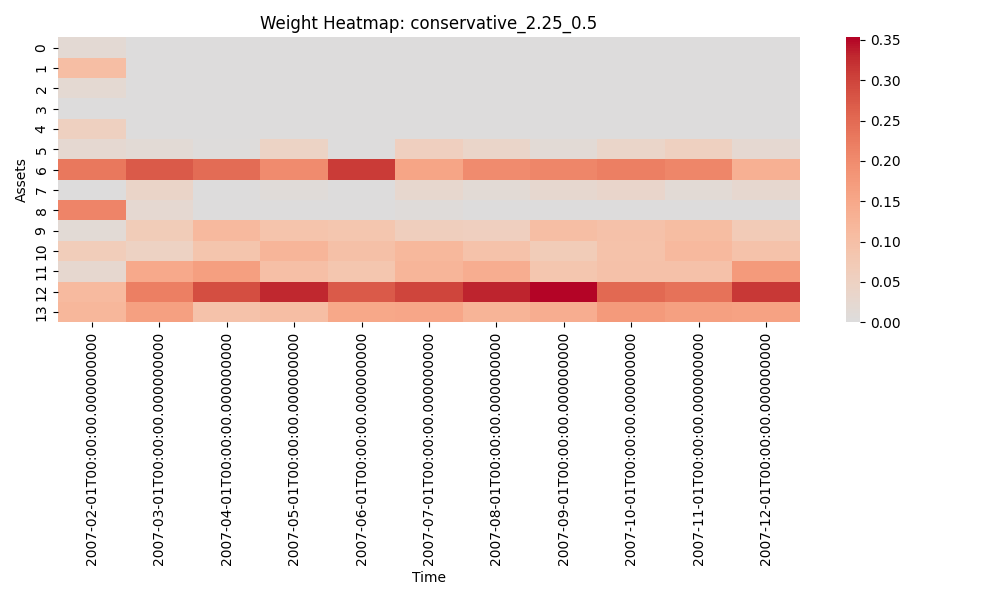 Weight Heatmap: conservative_2.25_0.5
Assets
0
1
2
3
4
5
6
7
8
9
10
11
12
13
2007-02-01T00:00:00.000000000
2007-03-01T00:00:00.000000000
2007-04-01T00:00:00.000000000
2007-05-01T00:00:00.000000000
2007-06-01T00:00:00.000000000
2007-07-01T00:00:00.000000000
2007-08-01T00:00:00.000000000
2007-09-01T00:00:00.000000000
2007-10-01T00:00:00.000000000
2007-11-01T00:00:00.000000000
2007-12-01T00:00:00.000000000
Time
0.35
0.30
0.25
0.20
0.15
0.10
0.05
0.00